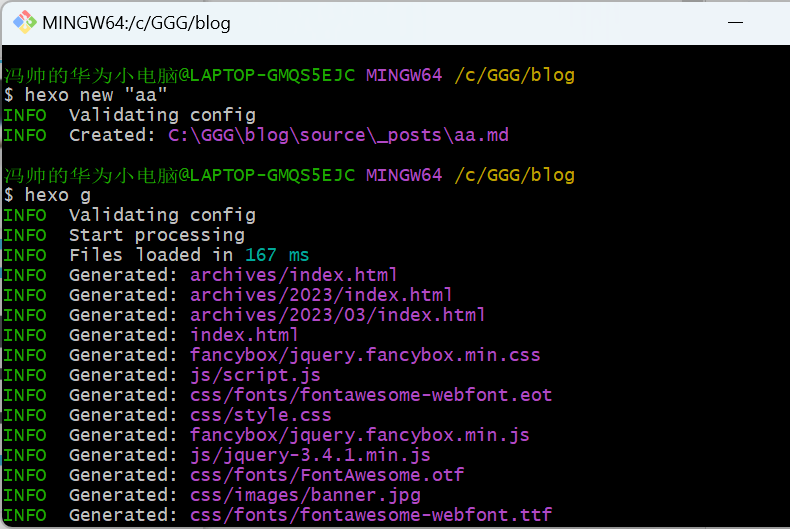 MINGW64:/c/GGG/blog
冯帅的华为小电脑@LAPTOP-GMQS5EJC MINGW64 /c/GGG/blog
$ hexo new "aa"
INFO  Validating config
INFO  Created: C:\GGG\blog\source\_posts\aa.md
冯帅的华为小电脑@LAPTOP-GMQS5EJC MINGW64 /c/GGG/blog
$ hexo g
INFO  Validating config
INFO  Start processing
INFO  Files loaded in 167 ms
INFO  Generated: archives/index.html
INFO  Generated: archives/2023/index.html
INFO  Generated: archives/2023/03/index.html
INFO  Generated: index.html
INFO  Generated: fancybox/jquery.fancybox.min.css
INFO  Generated: js/script.js
INFO  Generated: css/fonts/fontawesome-webfont.eot
INFO  Generated: css/style.css
INFO  Generated: fancybox/jquery.fancybox.min.js
INFO  Generated: js/jquery-3.4.1.min.js
INFO  Generated: css/fonts/FontAwesome.otf
INFO  Generated: css/images/banner.jpg
INFO  Generated: css/fonts/fontawesome-webfont.ttf